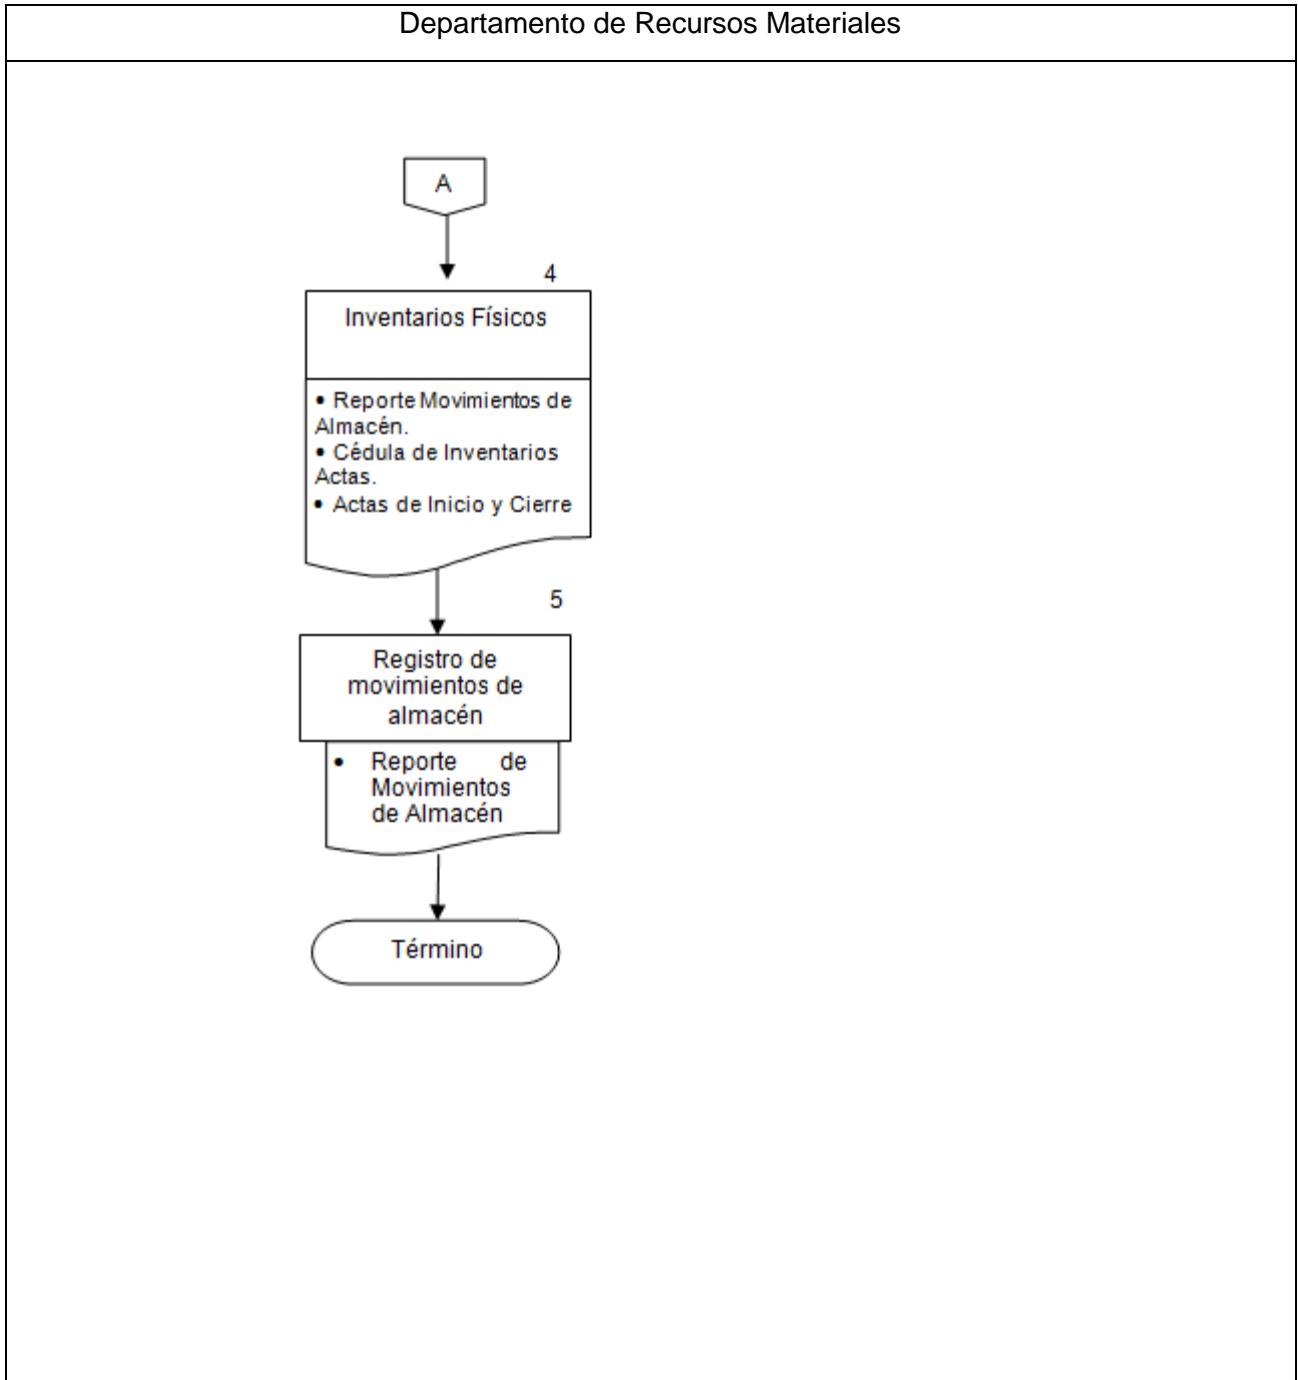 Departamento de Recursos Materiales
A
4
Inventarios Físicos
• Reporte Movimientos de
Almacén.
• Cédula de Inventarios
Actas.
• Actas de Inicio y Cierre
5
Registro de
movimientos de
almacén
• Reporte de
Movimientos
de Almacén
Término